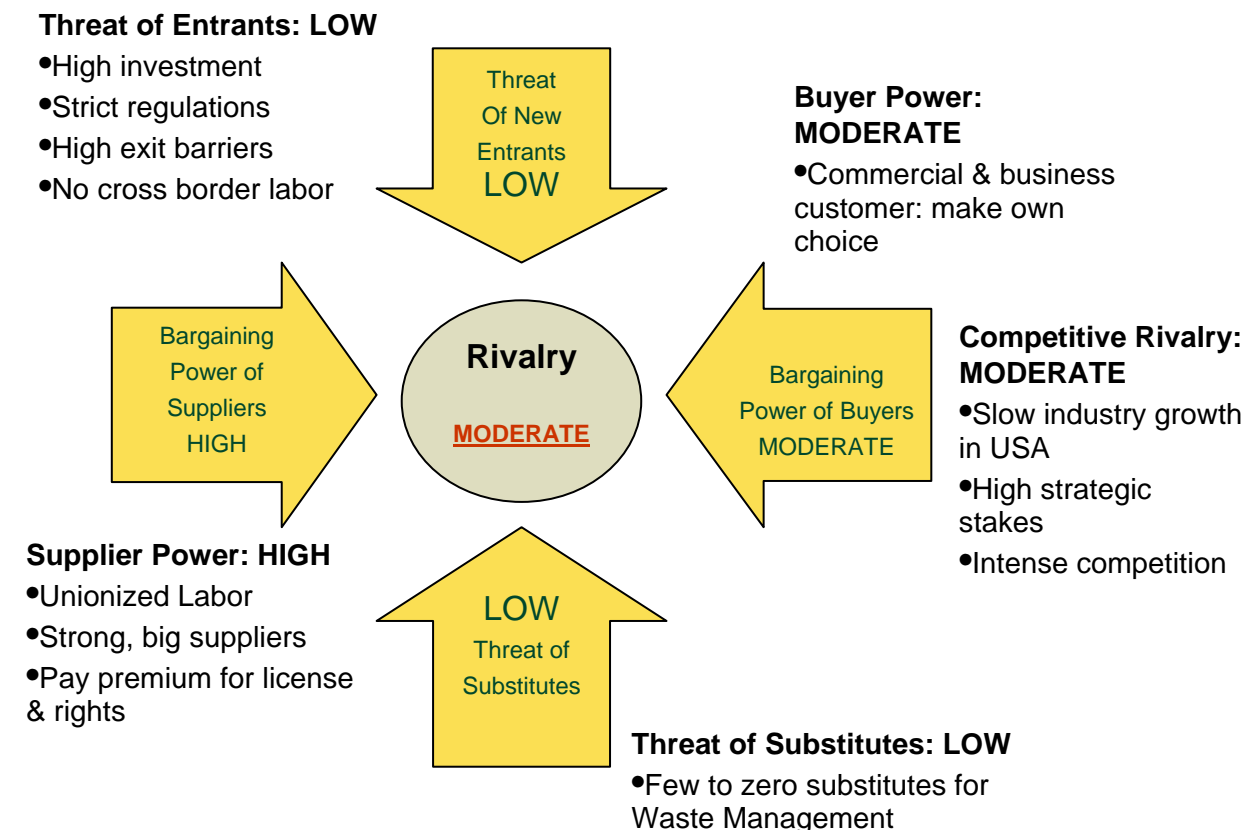 Threat of Entrants: LOW
•High investment
•Strict regulations
•High exit barriers
•No cross border labor
Threat
Of New
Entrants
LOW
Buyer Power:
MODERATE
•Commercial & business
customer: make own
choice
Bargaining
Power of
Suppliers
HIGH
Rivalry
MODERATE
Bargaining
Power of Buyers
MODERATE
Competitive Rivalry:
MODERATE
•Slow industry growth
in USA
•High strategic
stakes
•Intense competition
Supplier Power: HIGH
•Unionized Labor
•Strong, big suppliers
•Pay premium for license
& rights
LOW
Threat of
Substitutes
Threat of Substitutes: LOW
•Few to zero substitutes for
Waste Management